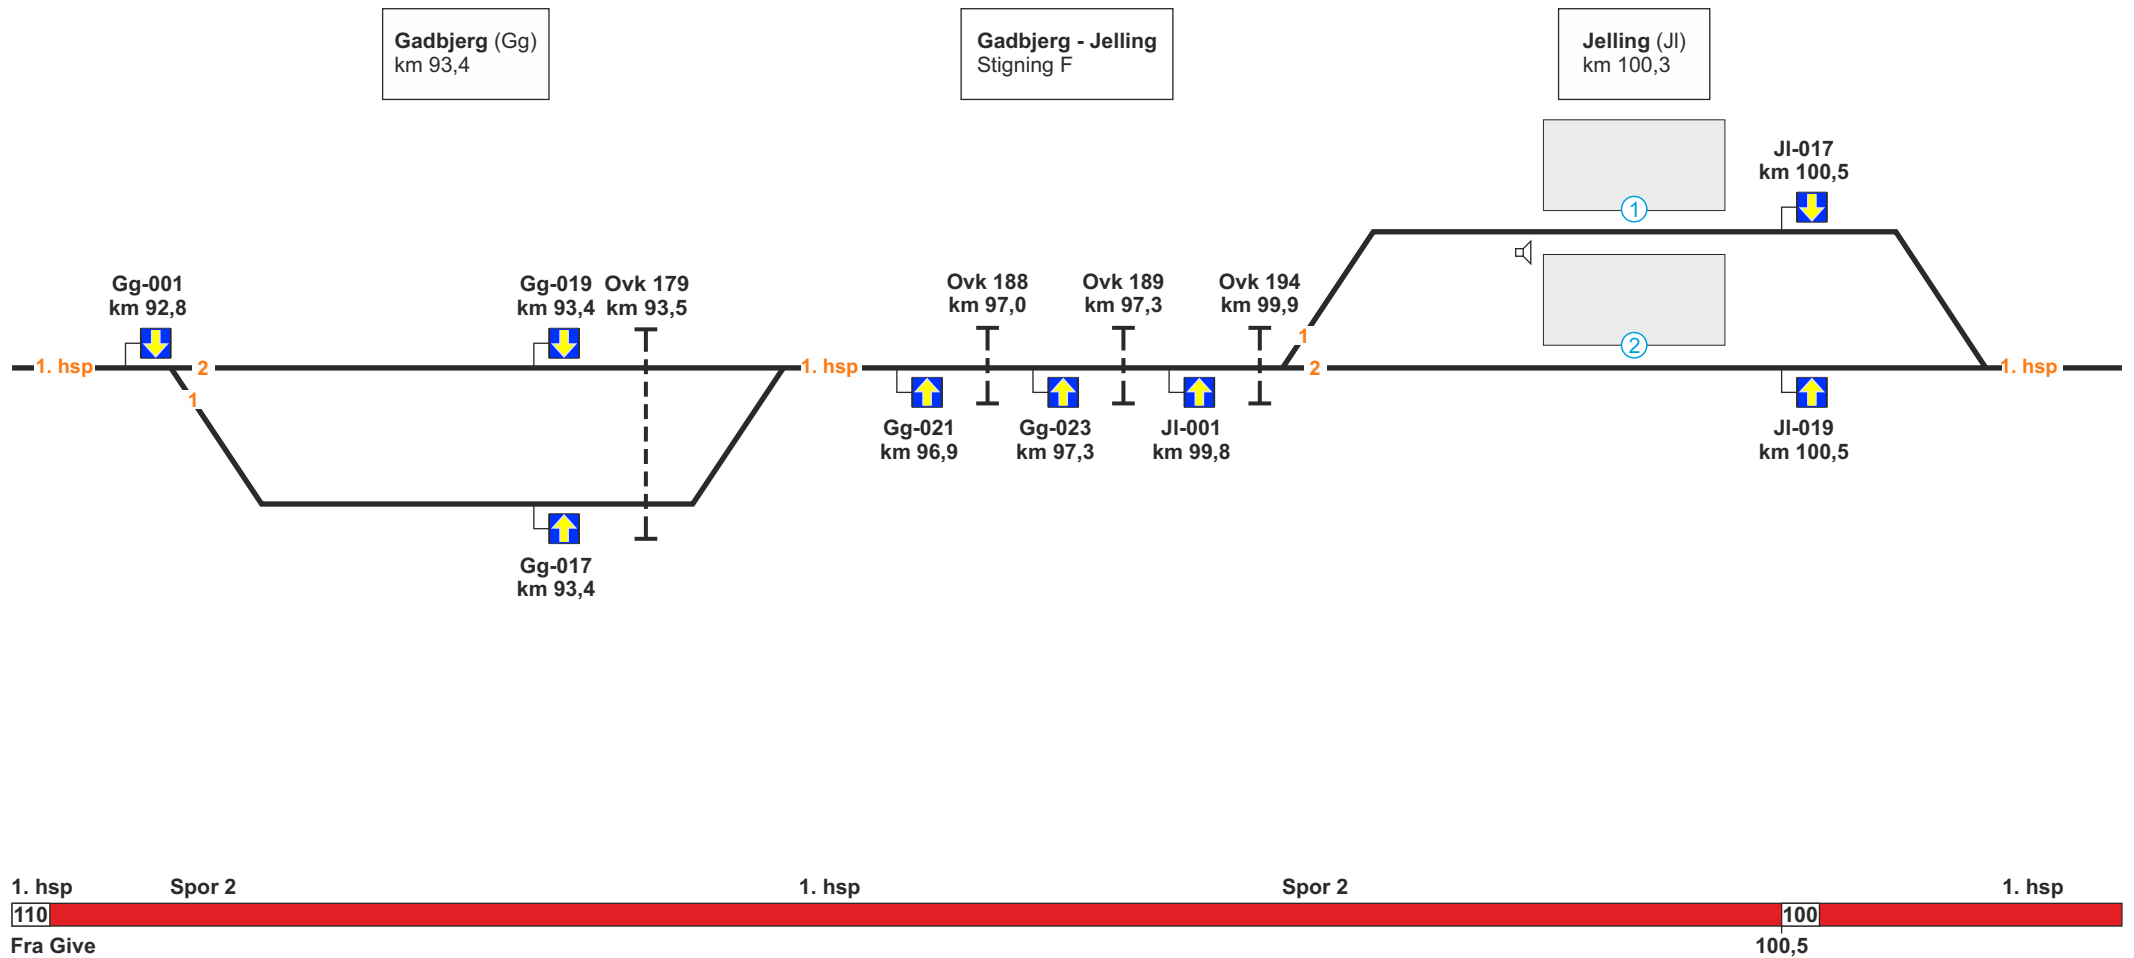 Gadbjerg (Gg)
km 93,4
Gadbjerg - Jelling
Stigning F
Jelling (Jl)
km 100,3
1
Jl-017
km 100,5
2
Gg-001
km 92,8
Gg-019
km 93,4
Ovk 179
km 93,5
Ovk 188
km 97,0
Ovk 189
km 97,3
Ovk 194
km 99,9
1. hsp
2
1
1. hsp
1
2
1. hsp
Gg-021
km 96,9
Gg-023
km 97,3
Jl-001
km 99,8
Jl-019
km 100,5
Gg-017
km 93,4
1. hsp
Spor 2
1. hsp
Spor 2
1. hsp
110
100
Fra Give
100,5